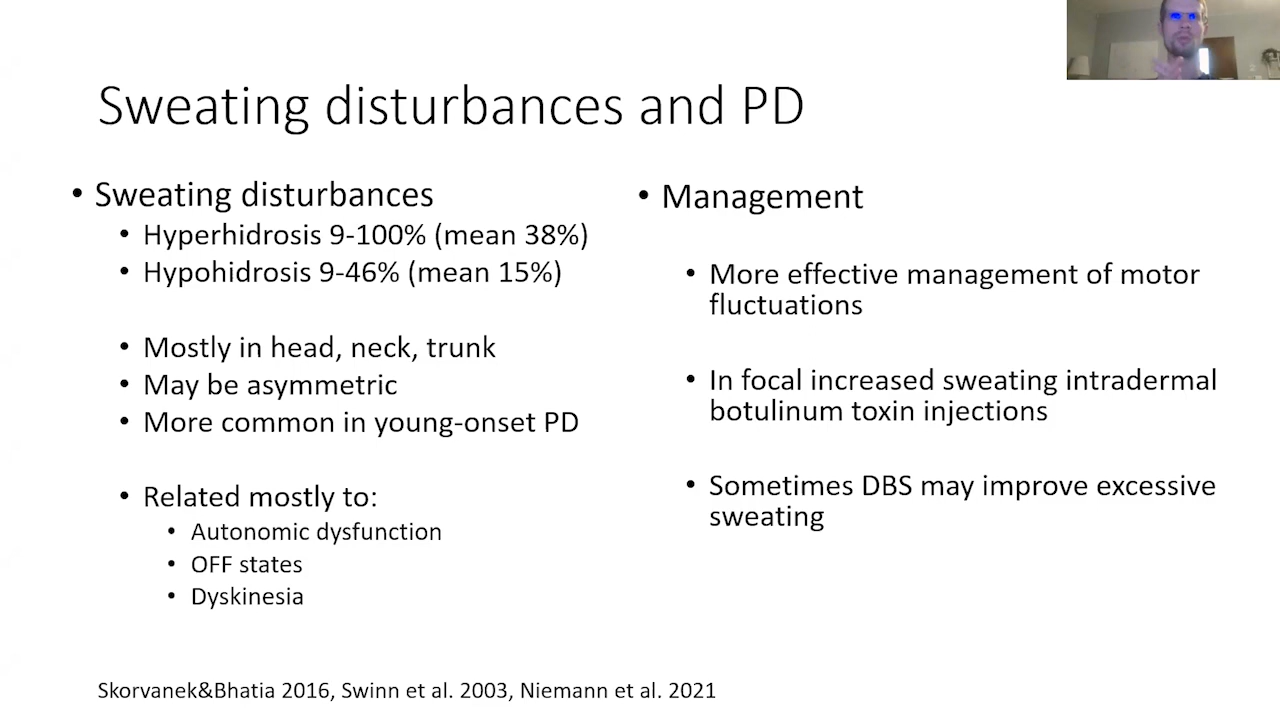 Sweating disturbances and PD
• Sweating disturbances
• Hyperhidrosis 9-100% (mean 38%)
• Hypohidrosis 9-46% (mean 15%)
• Mostly in head, neck, trunk
• May be asymmetric
• More common in young-onset PD
• Related mostly to:
• Autonomic dysfunction
• OFF states
• Dyskinesia
• Management
• More effective management of motor
fluctuations
• In focal increased sweating intradermal
botulinum toxin injections
• Sometimes DBS may improve excessive
sweating
Skorvanek&Bhatia 2016, Swinn et al. 2003, Niemann et al. 2021